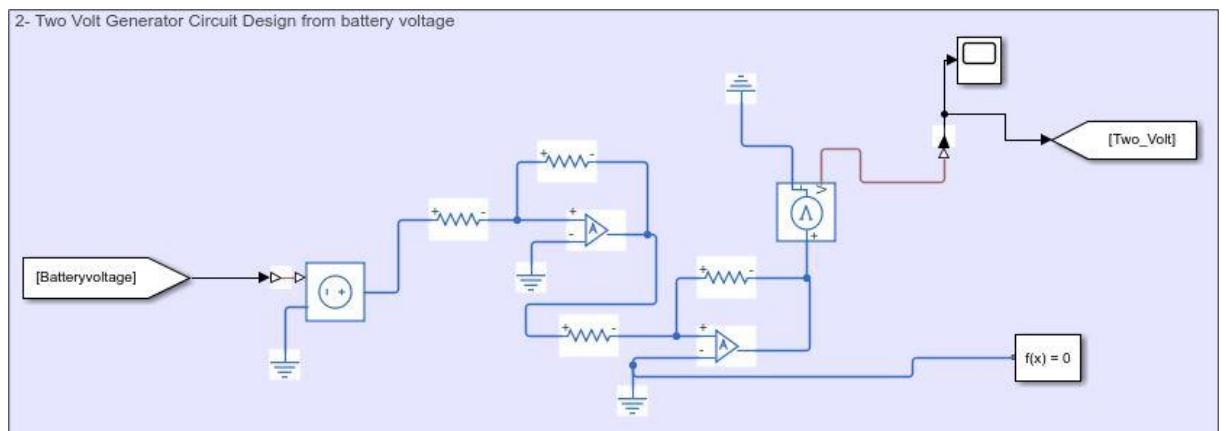 2- Two Volt Generator Circuit Design from battery voltage
[Two_Volt]
[Batteryvoltage]
f(x) = 0